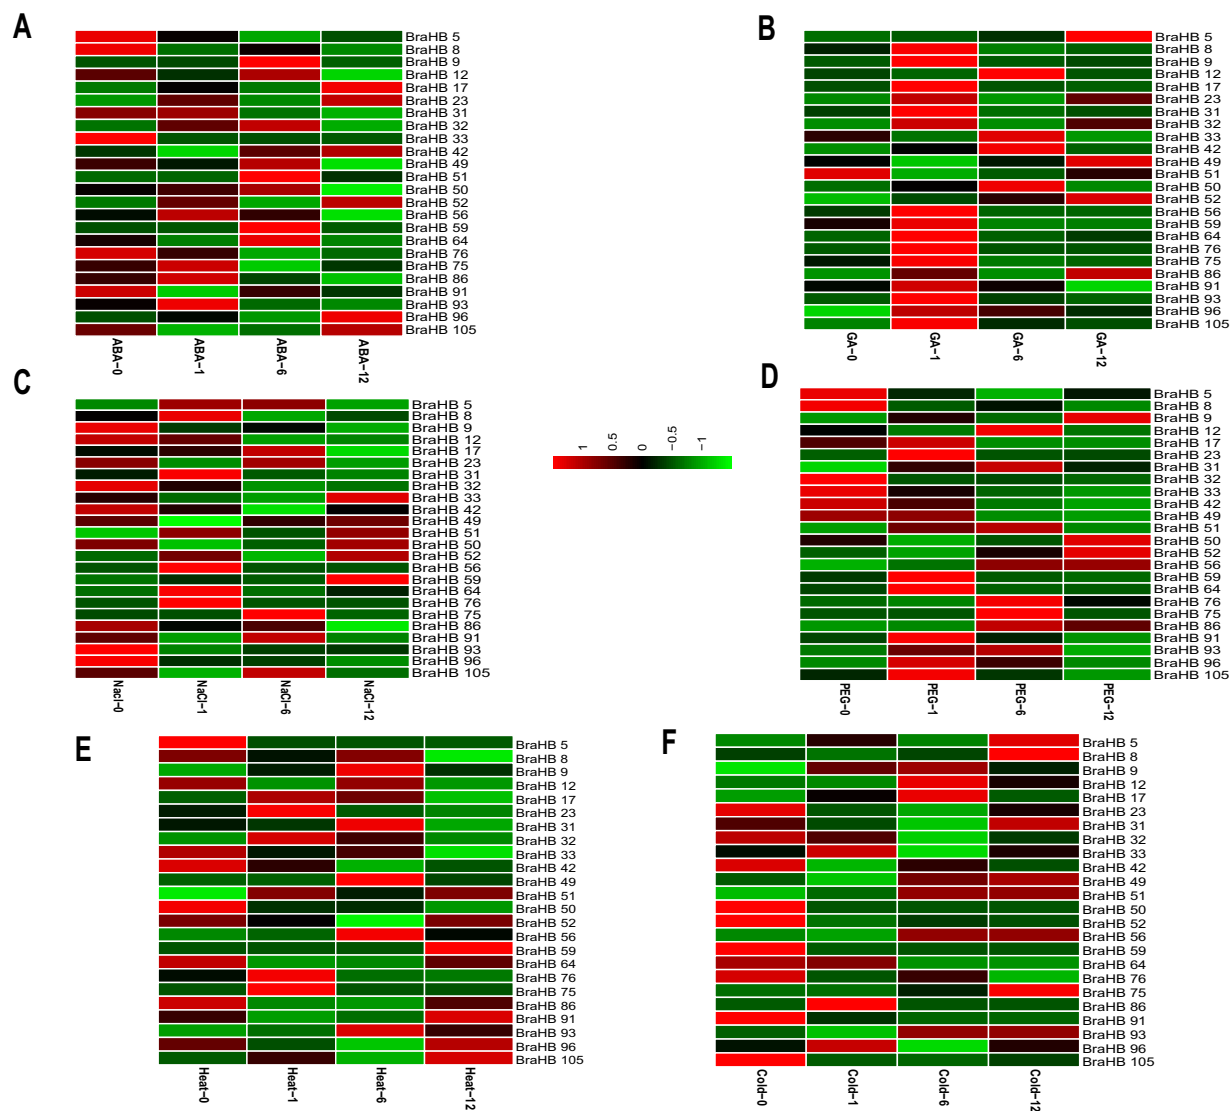 A
BraHB 5
BraHB 8
BraHB 9
BraHB 12
BraHB 17
BraHB 23
BraHB 31
BraHB 32
BraHB 33
BraHB 42
BraHB 49
BraHB 51
BraHB 50
BraHB 52
BraHB 56
BraHB 59
BraHB 64
BraHB 76
BraHB 75
BraHB 86
BraHB 91
BraHB 93
BraHB 96
BraHB 105
ABA-0
ABA-1
ABA-6
ABA-12
B
BraHB 5
BraHB 8
BraHB 9
BraHB 12
BraHB 17
BraHB 23
BraHB 31
BraHB 32
BraHB 33
BraHB 42
BraHB 49
BraHB 51
BraHB 50
BraHB 52
BraHB 56
BraHB 59
BraHB 64
BraHB 76
BraHB 75
BraHB 86
BraHB 91
BraHB 93
BraHB 96
BraHB 105
GA-0
GA-1
GA-6
GA-12
C
BraHB 5
BraHB 8
BraHB 9
BraHB 12
BraHB 17
BraHB 23
BraHB 31
BraHB 32
BraHB 33
BraHB 42
BraHB 49
BraHB 51
BraHB 50
BraHB 52
BraHB 56
BraHB 59
BraHB 64
BraHB 76
BraHB 75
BraHB 86
BraHB 91
BraHB 93
BraHB 96
BraHB 105
NaCl-0
NaCl-1
NaCl-6
NaCl-12
1
0.5
0
-0.5
-1
D
BraHB 5
BraHB 8
BraHB 9
BraHB 12
BraHB 17
BraHB 23
BraHB 31
BraHB 32
BraHB 33
BraHB 42
BraHB 49
BraHB 51
BraHB 50
BraHB 52
BraHB 56
BraHB 59
BraHB 64
BraHB 76
BraHB 75
BraHB 86
BraHB 91
BraHB 93
BraHB 96
BraHB 105
PEG-0
PEG-1
PEG-6
PEG-12
E
BraHB 5
BraHB 8
BraHB 9
BraHB 12
BraHB 17
BraHB 23
BraHB 31
BraHB 32
BraHB 33
BraHB 42
BraHB 49
BraHB 51
BraHB 50
BraHB 52
BraHB 56
BraHB 59
BraHB 64
BraHB 76
BraHB 75
BraHB 86
BraHB 91
BraHB 93
BraHB 96
BraHB 105
Heat-0
Heat-1
Heat-6
Heat-12
F
BraHB 5
BraHB 8
BraHB 9
BraHB 12
BraHB 17
BraHB 23
BraHB 31
BraHB 32
BraHB 33
BraHB 42
BraHB 49
BraHB 51
BraHB 50
BraHB 52
BraHB 56
BraHB 59
BraHB 64
BraHB 76
BraHB 75
BraHB 86
BraHB 91
BraHB 93
BraHB 96
BraHB 105
Cold-0
Cold-1
Cold-6
Cold-12